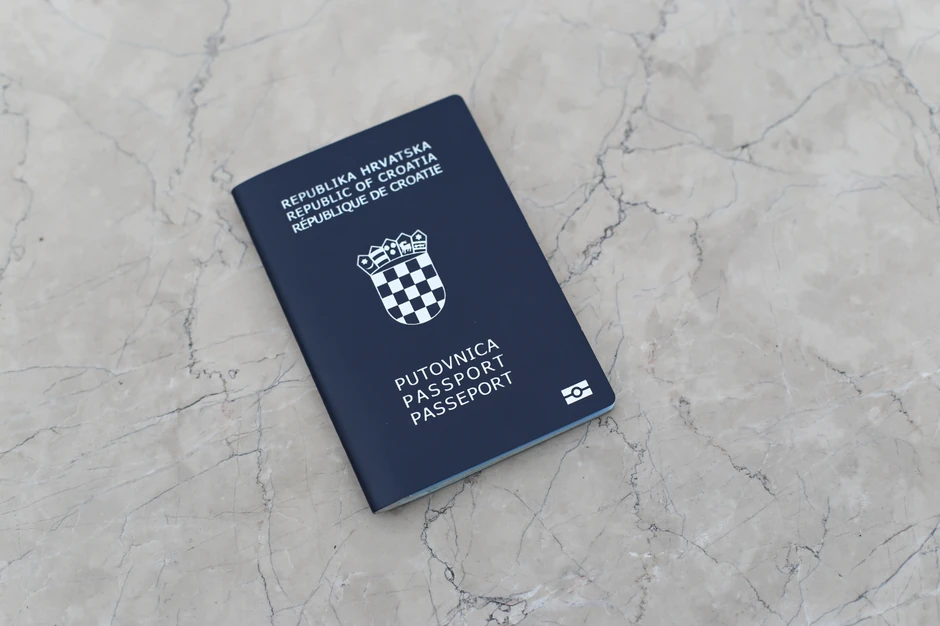 REPUBLIKA HRVATSKA
REPUBLIC OF CROATIA
RÉPUBLIQUE DE CROATIE
PUTOVNICA
PASSPORT
PASSEPORT